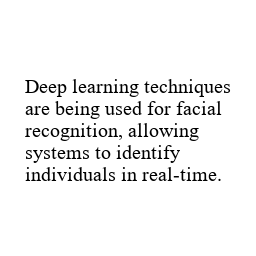 Deep learning techniques
are being used for facial
recognition, allowing
systems to identify
individuals in real-time.